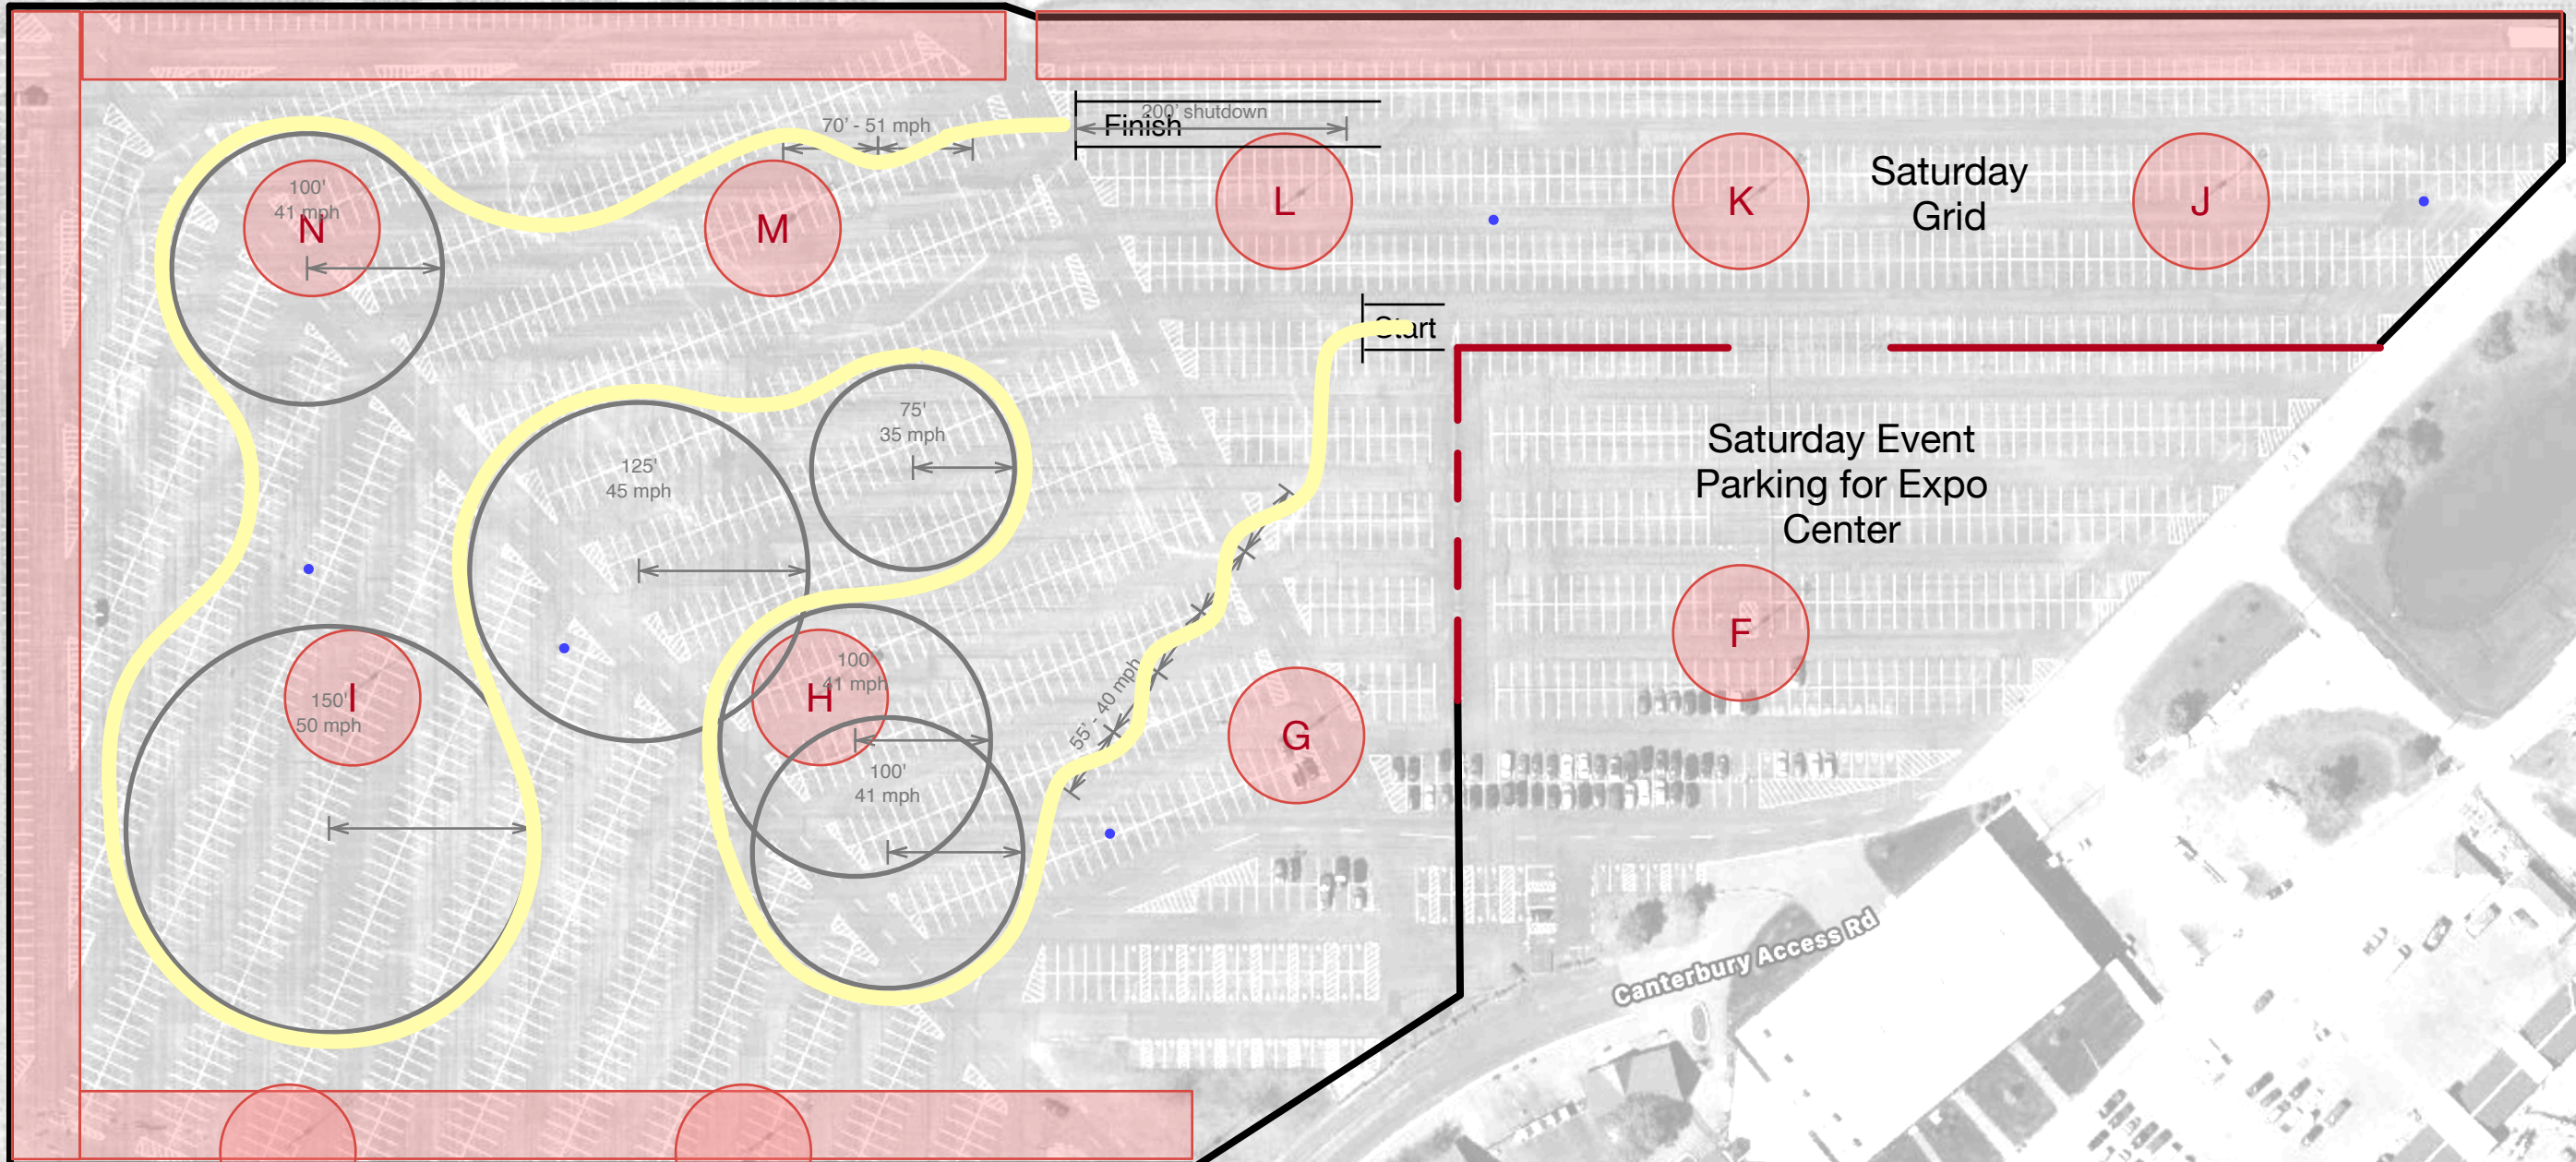 70' - 51 mph
200' shutdown
Finish
100'
41 mph
N
M
L
K
Saturday
Grid
J
Start
75'
35 mph
125'
45 mph
Saturday Event
Parking for Expo
Center
F
100'
41 mph
H
150'
50 mph
I
55' - 40 mph
G
100'
41 mph
Canterbury Access Rd